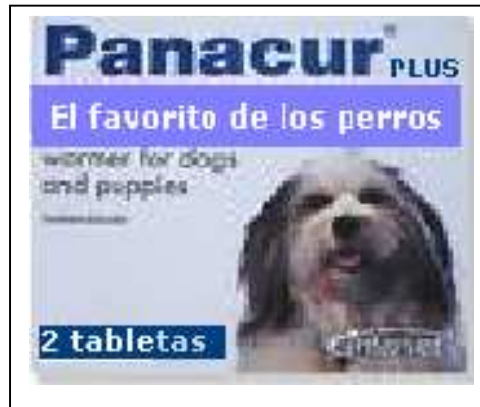 Panacur PLUS
El favorito de los perros
wormer for dogs
and puppies
2 tabletas